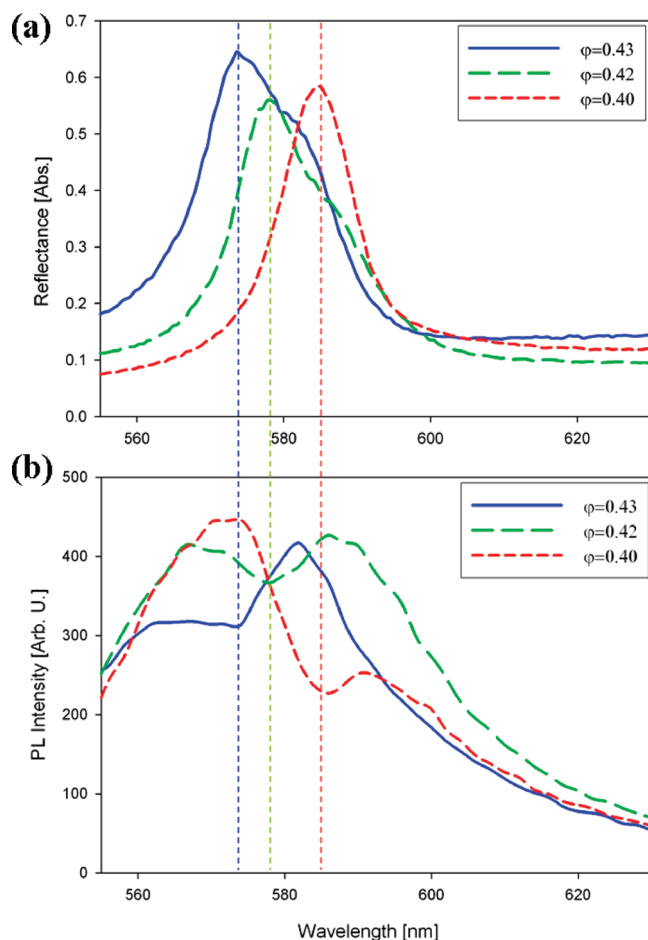 (a)
0.7
0.6
0.5
0.4
0.3
0.2
0.1
0.0
Reflectance [Abs.]
φ=0.43
φ=0.42
φ=0.40
560
580
600
620
(b)
500
400
300
200
100
0
PL Intensity [Arb. U.]
φ=0.43
φ=0.42
φ=0.40
560
580
600
620
Wavelength [nm]